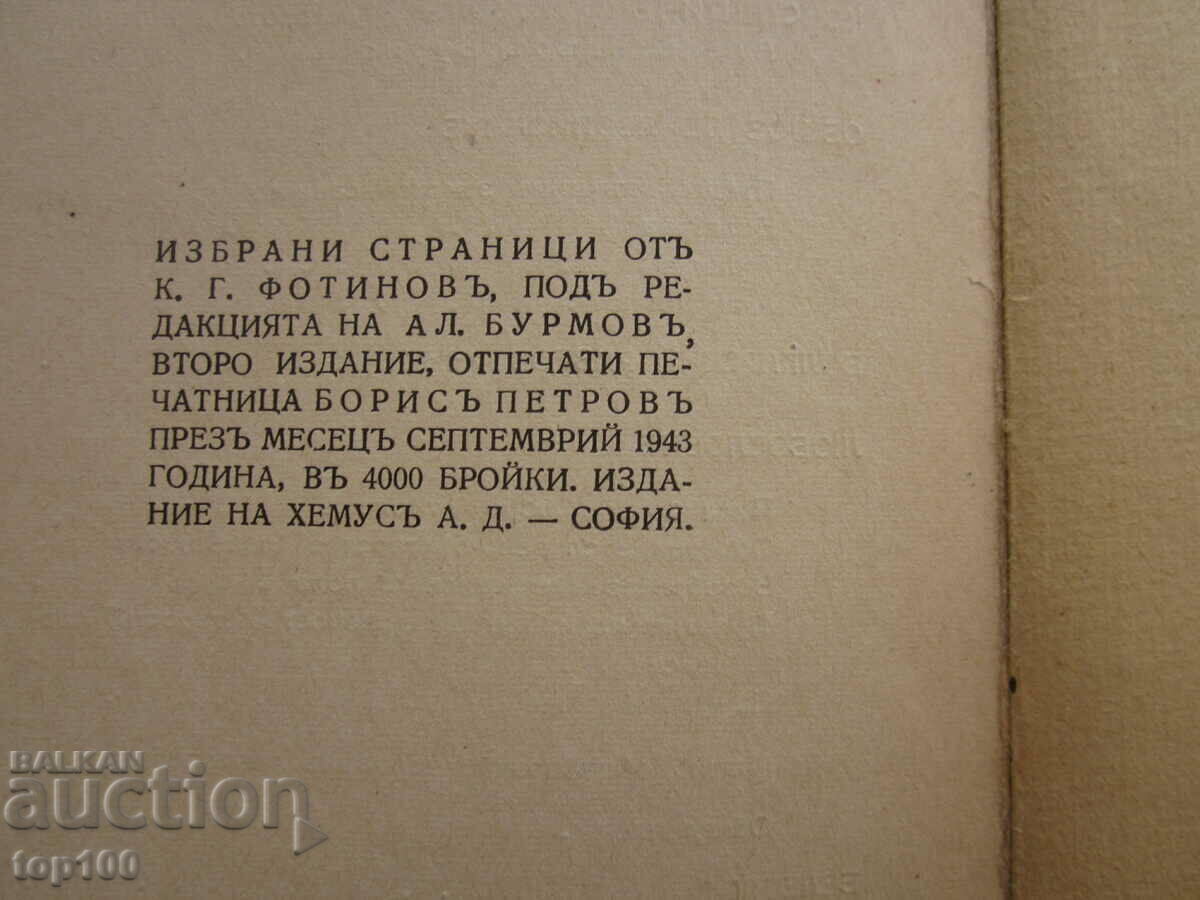 ИЗБРАНИ СТРАНИЦИ ОТЪ
К. Г. ФОТИНОВЪ, ПОДЪ РЕ-
ДАКЦИЯТА НА АЛ. БУРМОВЪ,
ВТОРО ИЗДАНИЕ, ОТПЕЧАТИ ПЕ-
ЧАТНИЦА БОРИСЪ ПЕТРОВЪ
ПРЕЗЪ МЕСЕЦЪ СЕПТЕМВРИЙ 1943
ГОДИНА, ВЪ 4000 БРОЙКИ. ИЗДА-
НИЕ НА ХЕМУСЪ А. Д. — СОФИЯ.
BALKAN
auction
top100